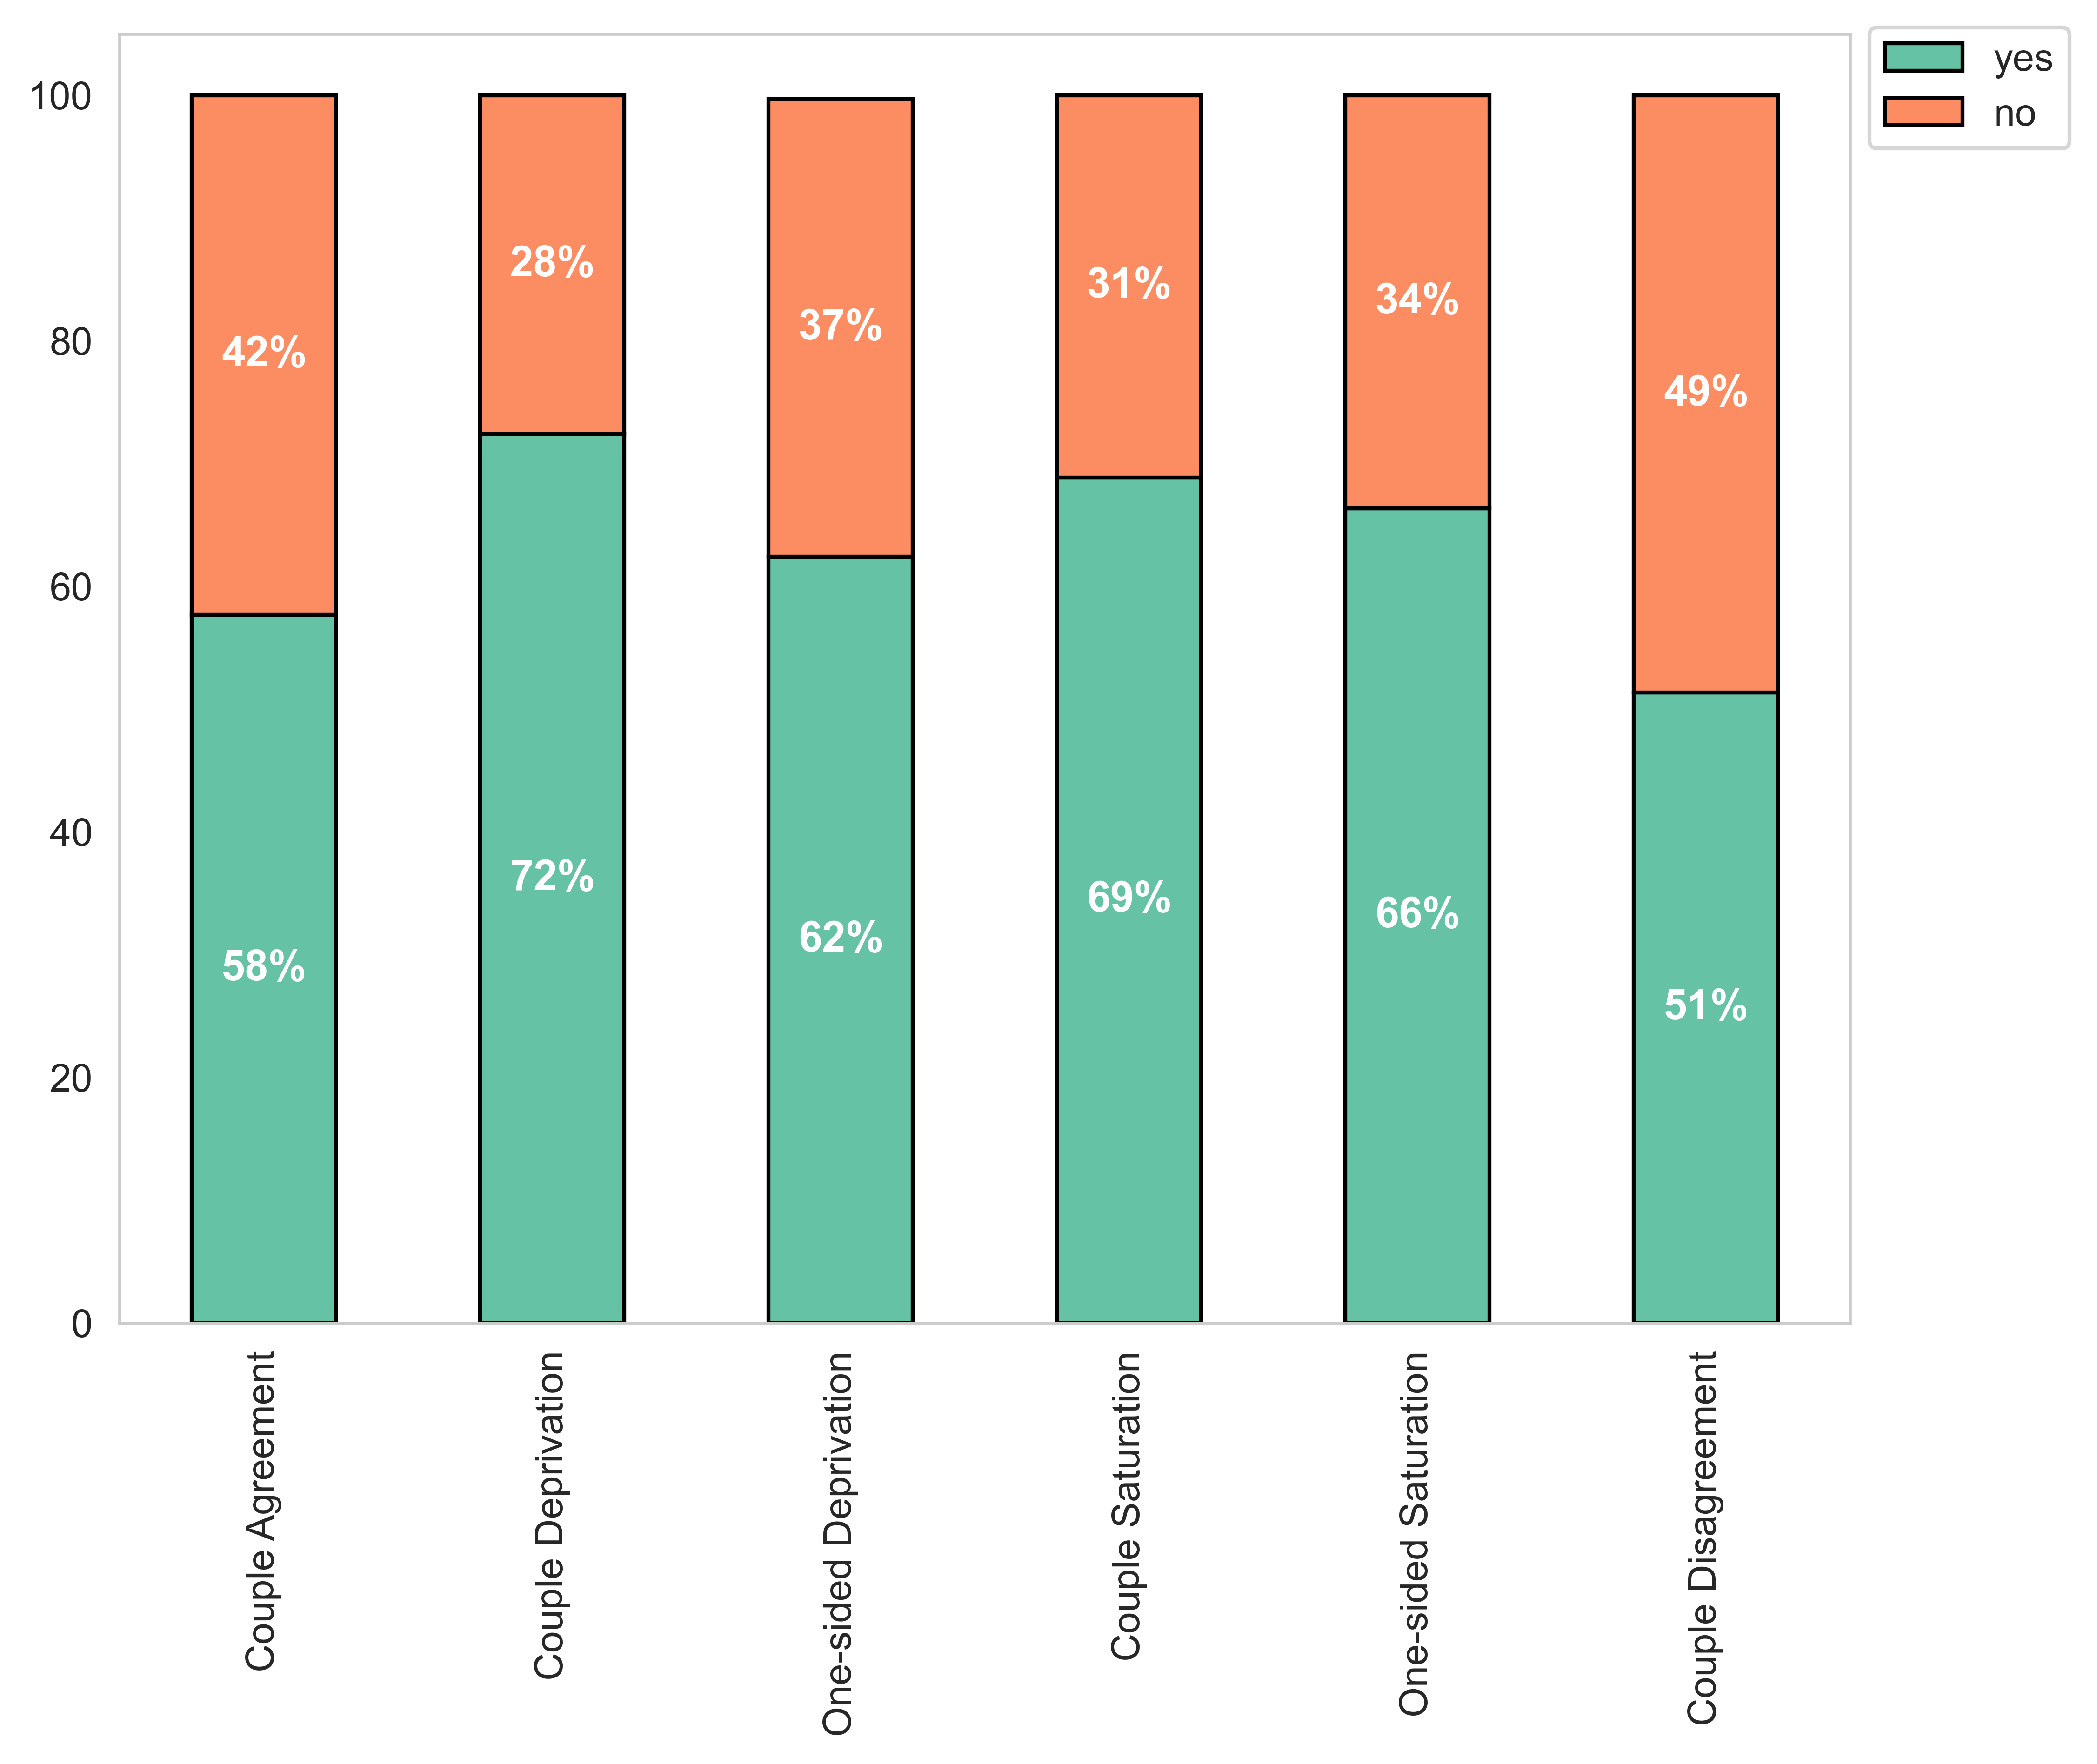 yes
no
100
80
60
40
20
0
42%
28%
37%
31%
34%
49%
58%
72%
62%
69%
66%
51%
Couple Agreement
Couple Deprivation
One-sided Deprivation
Couple Saturation
One-sided Saturation
Couple Disagreement